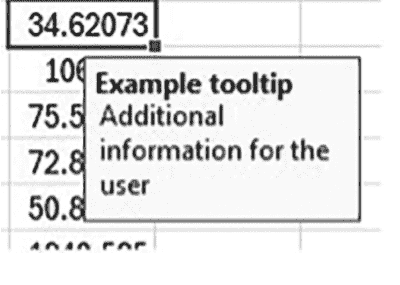 34.62073
106
Example tooltip
75.5
Additional
72.8
information for the
user
50.8